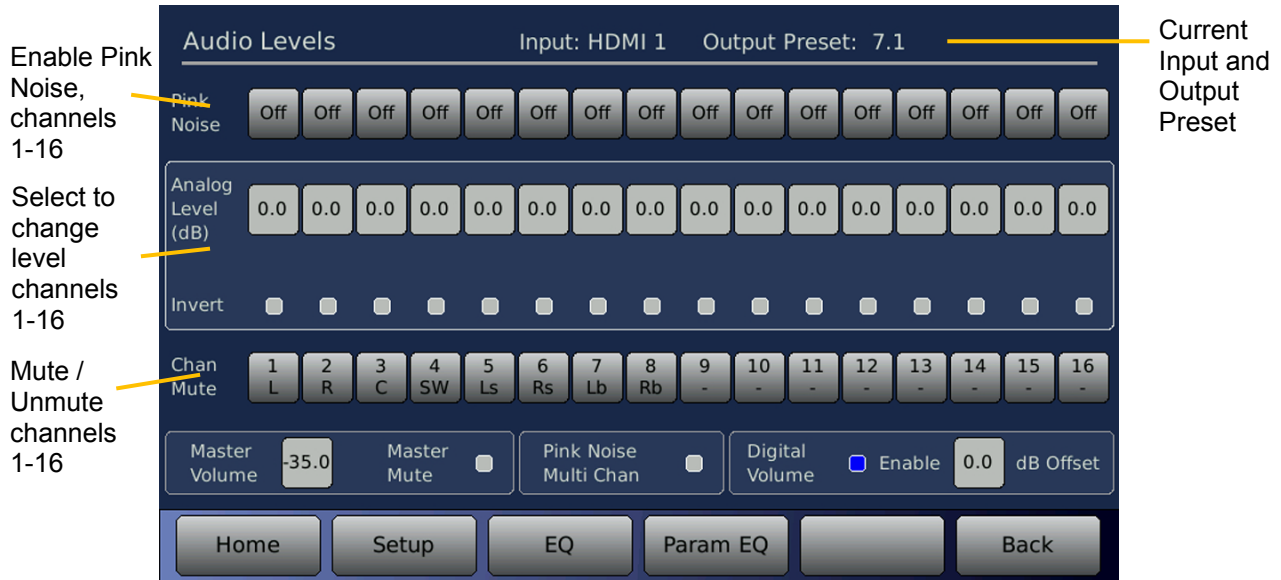 Audio Levels Input: HDMI 1 Output Preset: 7.1
Current
Input and
Output
Preset
Enable Pink
Noise,
channels
1-16
Pink
Noise
Off Off Off Off Off Off Off Off Off Off Off Off Off Off Off Off
Select to
change
level
channels
1-16
Analog
Level
(dB)
0.0 0.0 0.0 0.0 0.0 0.0 0.0 0.0 0.0 0.0 0.0 0.0 0.0 0.0 0.0 0.0
Invert
Mute /
Unmute
channels
1-16
Chan
Mute
1 2 3 4 5 6 7 8 9 10 11 12 13 14 15 16
L R C SW Ls Rs Lb Rb - - - - - - - -
Master
Volume
-35.0
Master
Mute
Pink Noise
Multi Chan
Digital
Volume
Enable
0.0
dB Offset
Home Setup EQ Param EQ Back